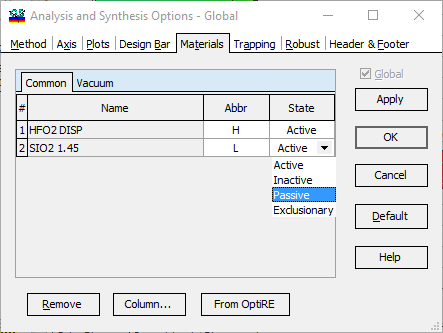 Analysis and Synthesis Options - Global
Method Axis Plots Design Bar Materials Trapping Robust Header & Footer
Common Vacuum
Global
# Name Abbr State
Apply
1 HFO2 DISP H Active
2 SIO2 1.45 L Active
OK
Active
Inactive
Passive
Exclusionary
Cancel
Default
Help
Remove Column... From OptiRE